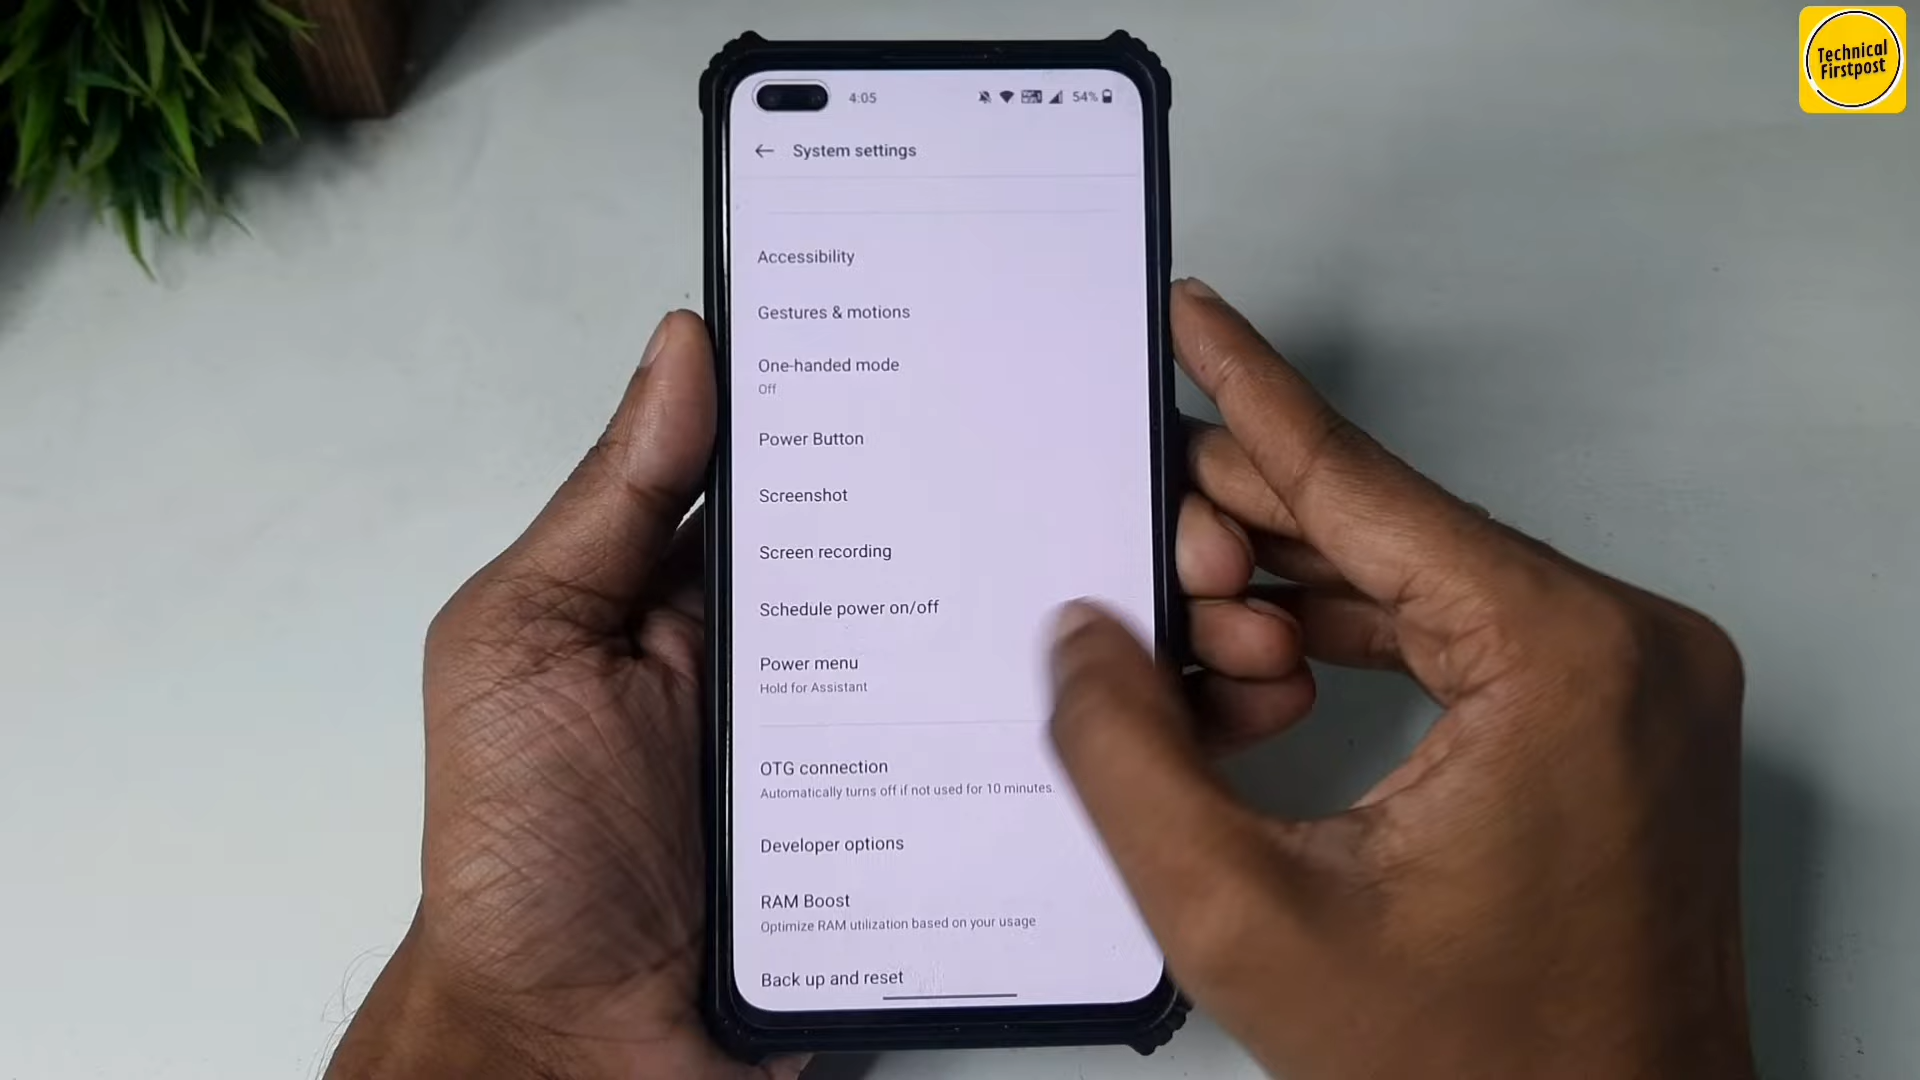 Technical
Firstpost
4:05
54%
System settings
Accessibility
Gestures & motions
One-handed mode
Off
Power Button
Screenshot
Screen recording
Schedule power on/off
Power menu
Hold for Assistant
OTG connection
Automatically turns off if not used for 10 minutes.
Developer options
RAM Boost
Optimize RAM utilization based on your usage
Back up and reset